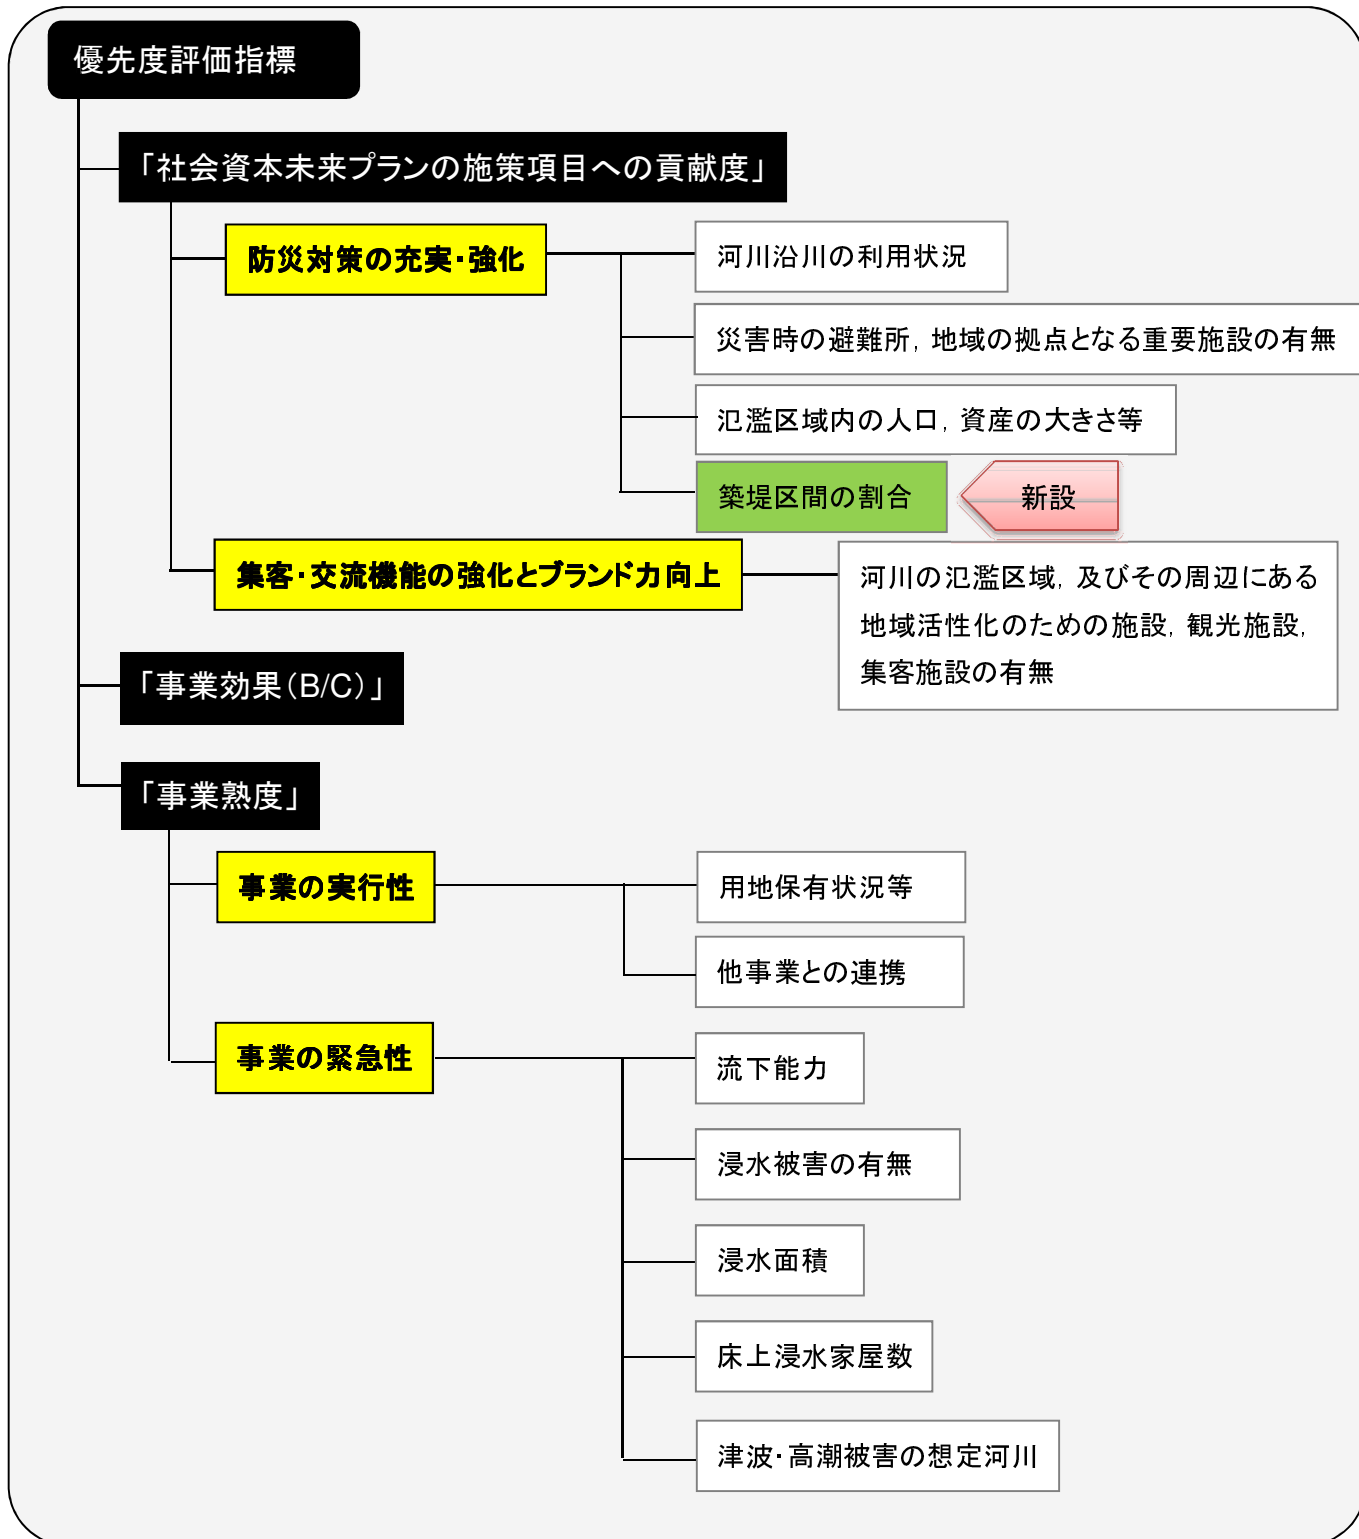 優先度評価指標
「社会資本未来プランの施策項目への貢献度」
防災対策の充実・強化
河川沿川の利用状況
災害時の避難所，地域の拠点となる重要施設の有無
氾濫区域内の人口，資産の大きさ等
築堤区間の割合
新設
集客・交流機能の強化とブランド力向上
河川の氾濫区域，及びその周辺にある
地域活性化のための施設，観光施設，
集客施設の有無
「事業効果（B/C）」
「事業熟度」
事業の実行性
用地保有状況等
他事業との連携
事業の緊急性
流下能力
浸水被害の有無
浸水面積
床上浸水家屋数
津波・高潮被害の想定河川